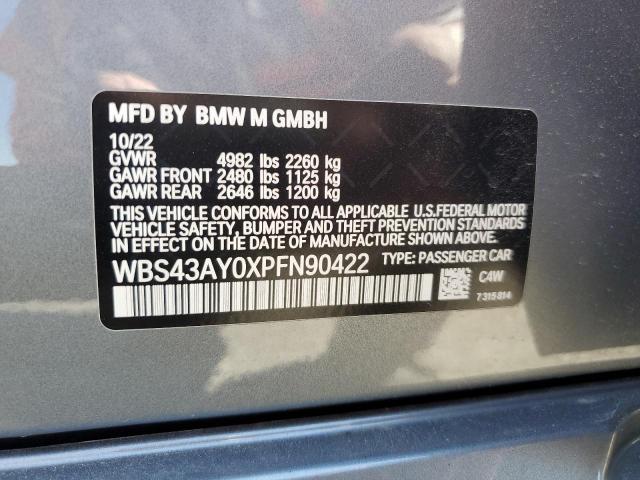 MFD BY BMW M GMBH
10/22
GVWR 4982 lbs 2260 kg
GAWR FRONT 2480 lbs 1125 kg
GAWR REAR 2646 lbs 1200 kg
THIS VEHICLE CONFORMS TO ALL APPLICABLE U.S.FEDERAL MOTOR
VEHICLE SAFETY, BUMPER AND THEFT PREVENTION STANDARDS
IN EFFECT ON THE DATE OF MANUFACTURE SHOWN ABOVE.
WBS43AY0XPFN90422 TYPE: PASSENGER CAR
C4W
7315814